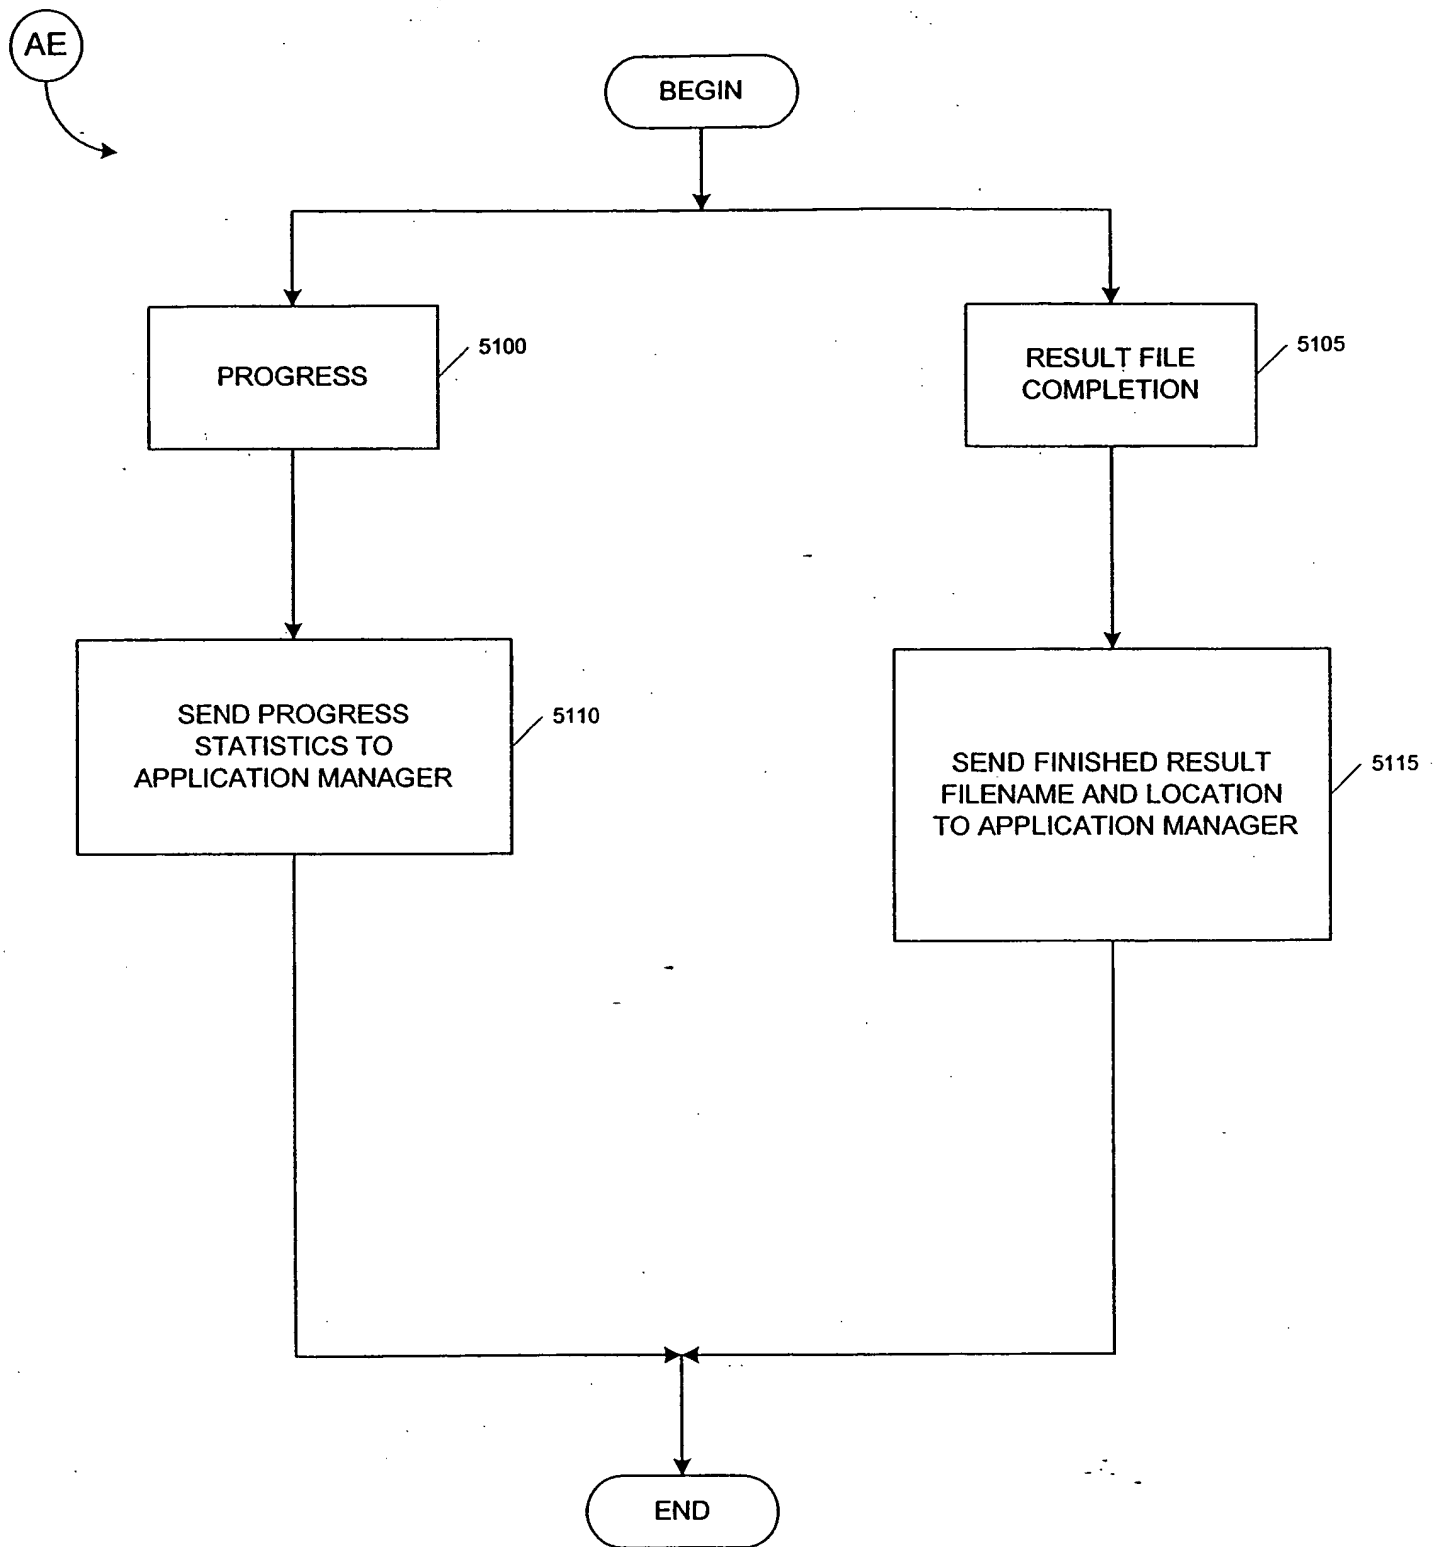 AE
BEGIN
PROGRESS
5100
RESULT FILE
COMPLETION
5105
SEND PROGRESS
STATISTICS TO
APPLICATION MANAGER
5110
SEND FINISHED RESULT
FILENAME AND LOCATION
TO APPLICATION MANAGER
5115
END